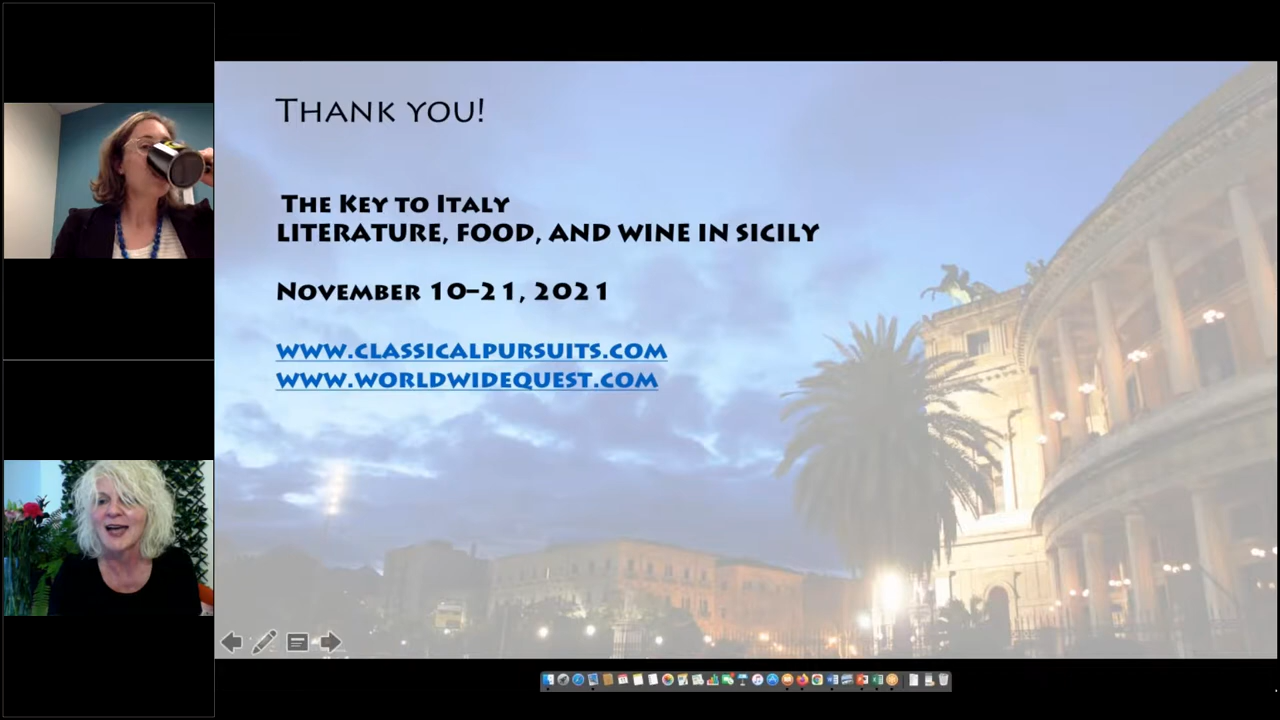 THANK YOU!
THE KEY TO ITALY
LITERATURE, FOOD, AND WINE IN SICILY
NOVEMBER 10–21, 2021
WWW.CLASSICALPURSUITS.COM
WWW.WORLDWIDEQUEST.COM